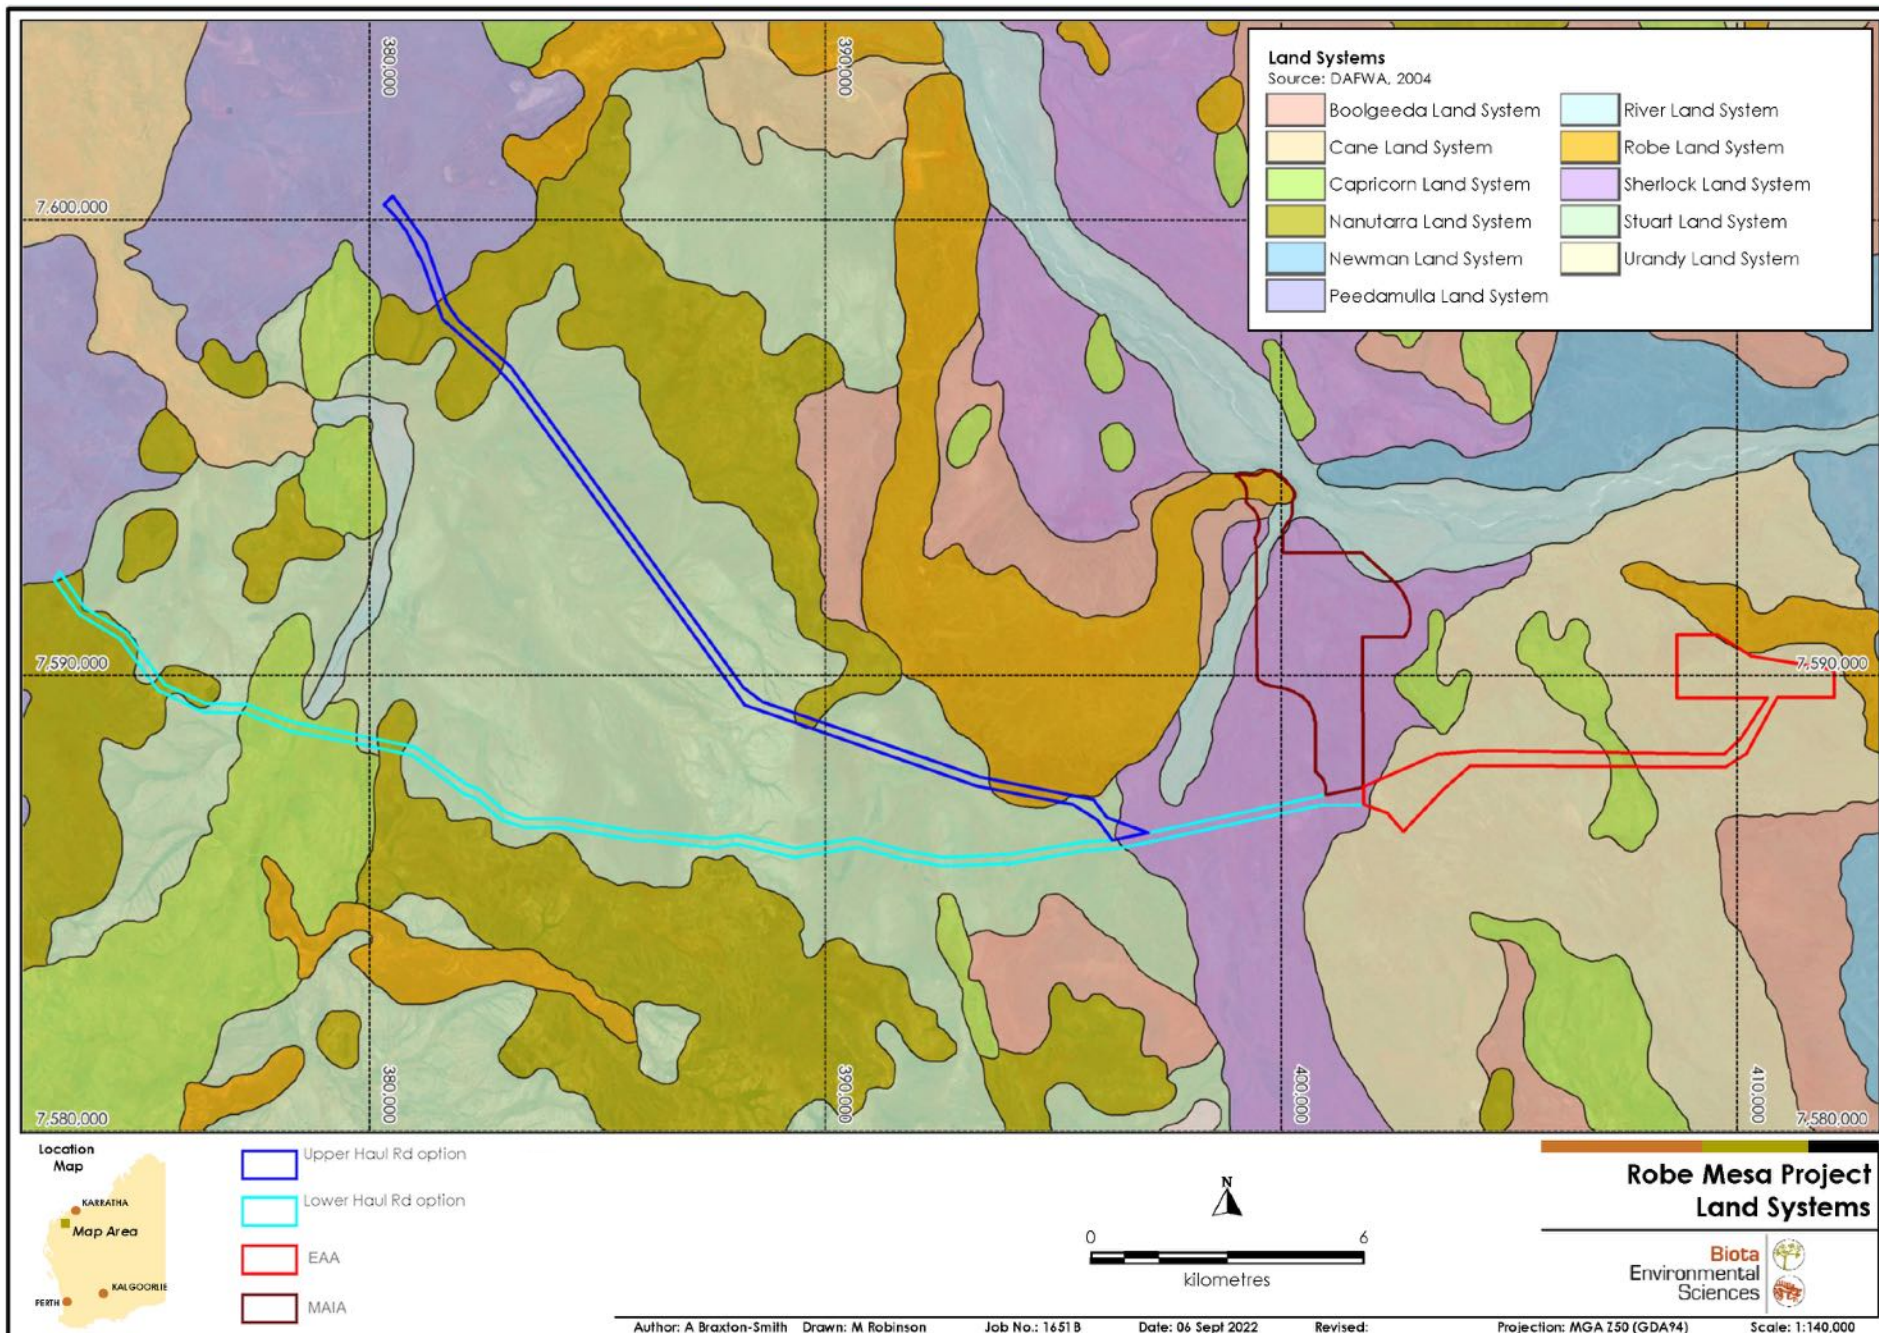 380,000
390,000
Land Systems
Source: DAFWA, 2004
Boolgeeda Land System
River Land System
Cane Land System
Robe Land System
Capricorn Land System
Sherlock Land System
Nanutarra Land System
Stuart Land System
Newman Land System
Urandy Land System
Peedamulla Land System
7,600,000
7,590,000
7,590,000
380,000
390,000
400,000
410,000
7,580,000
7,580,000
Location
Map
KARRATHA
Map Area
KALGOORLIE
PERTH
Upper Haul Rd option
Lower Haul Rd option
EAA
MAIA
N
0 6
kilometres
Robe Mesa Project
Land Systems
Biota
Environmental
Sciences
Author: A Braxton-Smith Drawn: M Robinson Job No.: 1651B Date: 06 Sept 2022 Revised: Projection: MGA Z50 (GDA94) Scale: 1:140,000